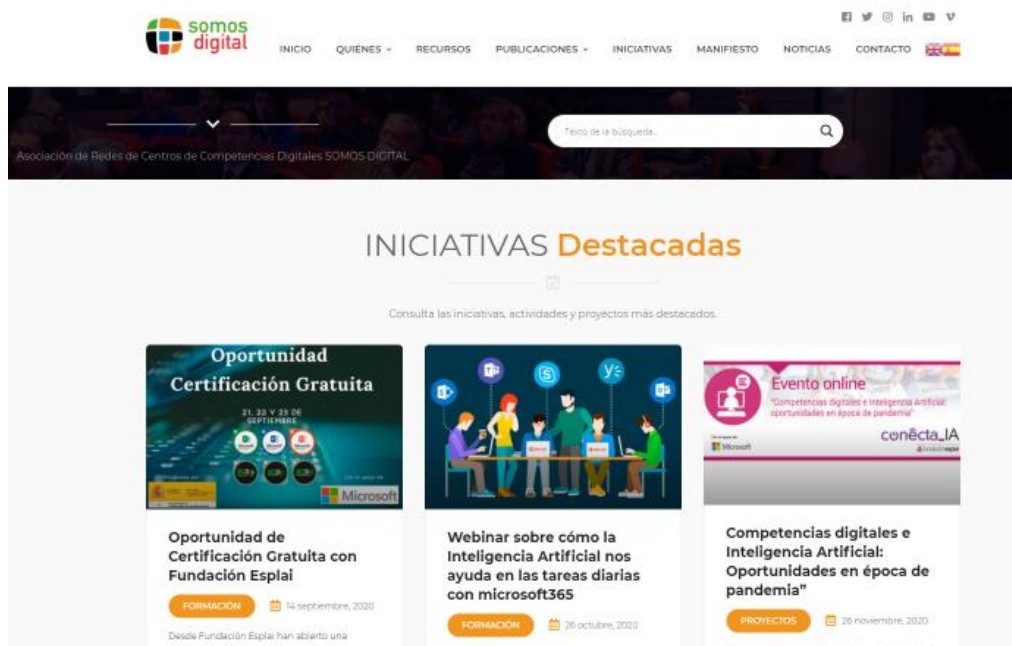 somos
digital
INICIO QUIÉNES RECURSOS PUBLICACIONES INICIATIVAS MANIFIESTO NOTICIAS CONTACTO
Asociación de Redes de Centros de Competencias Digitales SOMOS DIGITAL
Texto de la búsqueda..
INICIATIVAS Destacadas
Consulta las iniciativas, actividades y proyectos más destacados.
Oportunidad
Certificación Gratuita
21, 22 Y 23 DE
SEPTIEMBRE
Microsoft
Oportunidad de
Certificación Gratuita con
Fundación Esplai
FORMACIÓN 14 septiembre, 2020
Desde Fundación Esplai han abierto una
Webinar sobre cómo la
Inteligencia Artificial nos
ayuda en las tareas diarias
con microsoft365
FORMACIÓN 26 octubre, 2020
Evento online
"Competencias digitales e Inteligencia Artificial:
oportunidades en época de pandemia"
Microsoft
conêcta_IA
Competencias digitales e
Inteligencia Artificial:
Oportunidades en época de
pandemia”
PROYECTOS 26 noviembre, 2020